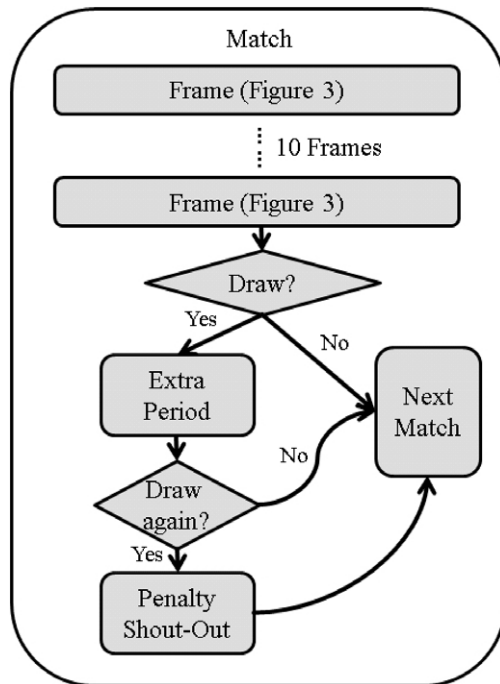 Match
Frame (Figure 3)
10 Frames
Frame (Figure 3)
Draw?
Yes
No
Extra
Period
Next
Match
No
Draw
again?
Yes
Penalty
Shout-Out